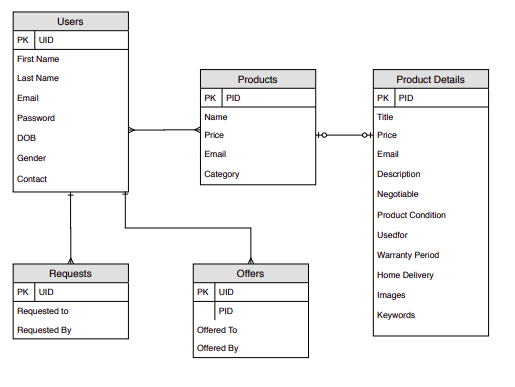 Users
PK UID
First Name
Last Name
Email
Password
DOB
Gender
Contact
Products
PK PID
Name
Price
Email
Category
Product Details
PK PID
Title
Price
Email
Description
Negotiable
Product Condition
Usedfor
Warranty Period
Home Delivery
Images
Keywords
Requests
PK UID
Requested to
Requested By
Offers
PK UID
PID
Offered To
Offered By